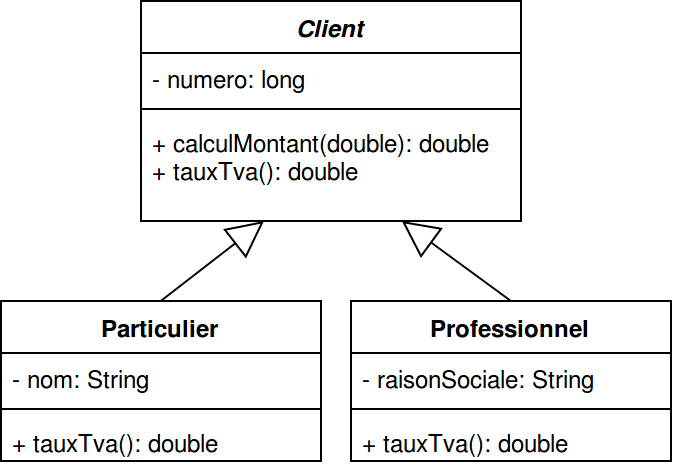 Client
- numero: long
+ calculMontant(double): double
+ tauxTva(): double
Particulier
- nom: String
+ tauxTva(): double
Professionnel
- raisonSociale: String
+ tauxTva(): double